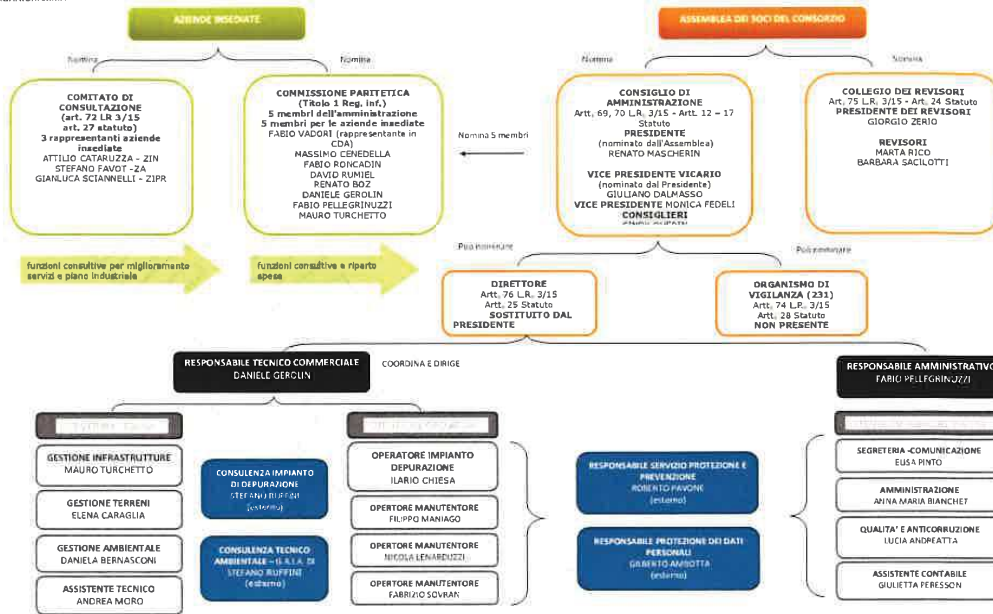 AZIENDE INSEDIATE
ASSEMBLEA DEI SOCI DEL CONSORZIO
Nomina
Nomina
Nomina
Nomina
COMITATO DI
CONSULTAZIONE
(art. 72 LR 3/15
art. 27 statuto)
3 rappresentanti aziende
insediate
ATTILIO CATARUZZA - ZIN
STEFANO FAVOT -ZA
GIANLUCA SCIANNELLI - ZIPR
COMMISSIONE PARITETICA
(Titolo 1 Reg. inf.)
5 membri dell'amministrazione
5 membri per le aziende insediate
FABIO VADORI (rappresentante in
CDA)
MASSIMO CENEDELLA
FABIO RONCADIN
DAVID RUMIEL
RENATO BOZ
DANIELE GEROLIN
FABIO PELLEGRINUZZI
MAURO TURCHETTO
Nomina 5 membri
CONSIGLIO DI
AMMINISTRAZIONE
Artt. 69, 70 L.R. 3/15 - Artt. 12 – 17
Statuto
PRESIDENTE
(nominato dall'Assemblea)
RENATO MASCHERIN
VICE PRESIDENTE VICARIO
(nominato dal Presidente)
GIULIANO DALMASSO
VICE PRESIDENTE MONICA FEDELI
CONSIGLIERI
COLLEGIO DEI REVISORI
Art. 75 L.R. 3/15 - Art. 24 Statuto
PRESIDENTE DEI REVISORI
GIORGIO ZERIO
REVISORI
MARTA RICO
BARBARA SACILOTTI
funzioni consultive per miglioramento
servizi e piano industriale
funzioni consultive e riparto
spese
Può nominare
Può nominare
DIRETTORE
Artt. 76 L.R. 3/15
Artt. 25 Statuto
SOSTITUITO DAL
PRESIDENTE
ORGANISMO DI
VIGILANZA (231)
Artt. 74 L.R. 3/15
Artt. 28 Statuto
NON PRESENTE
RESPONSABILE TECNICO COMMERCIALE
DANIELE GEROLIN
COORDINA E DIRIGE
RESPONSABILE AMMINISTRATIVO
FABIO PELLEGRINUZZI
GESTIONE INFRASTRUTTURE
MAURO TURCHETTO
GESTIONE TERRENI
ELENA CARAGLIA
GESTIONE AMBIENTALE
DANIELA BERNASCONI
ASSISTENTE TECNICO
ANDREA MORO
CONSULENZA IMPIANTO
DI DEPURAZIONE
STEFANO RUFFINI
(esterno)
CONSULENZA TECNICO
STEFANO RUFFINI
(esterno)
OPERATORE IMPIANTO
DEPURAZIONE
ILARIO CHIESA
OPERTORE MANUTENTORE
FILIPPO MANIAGO
OPERTORE MANUTENTORE
NICOLA LENARDUZZI
OPERTORE MANUTENTORE
FABRIZIO SOVRAN
RESPONSABILE SERVIZIO PROTEZIONE E
PREVENZIONE
ROBERTO PAVONE
(esterno)
RESPONSABILE PROTEZIONE DEI DATI
PERSONALI
GILBERTO AMBOTTA
(esterno)
SEGRETERIA -COMUNICAZIONE
ELISA PINTO
AMMINISTRAZIONE
ANNA MARIA BIANCHET
QUALITA' E ANTICORRUZIONE
LUCIA ANDREATTA
ASSISTENTE CONTABILE
GIULIETTA PERESSON